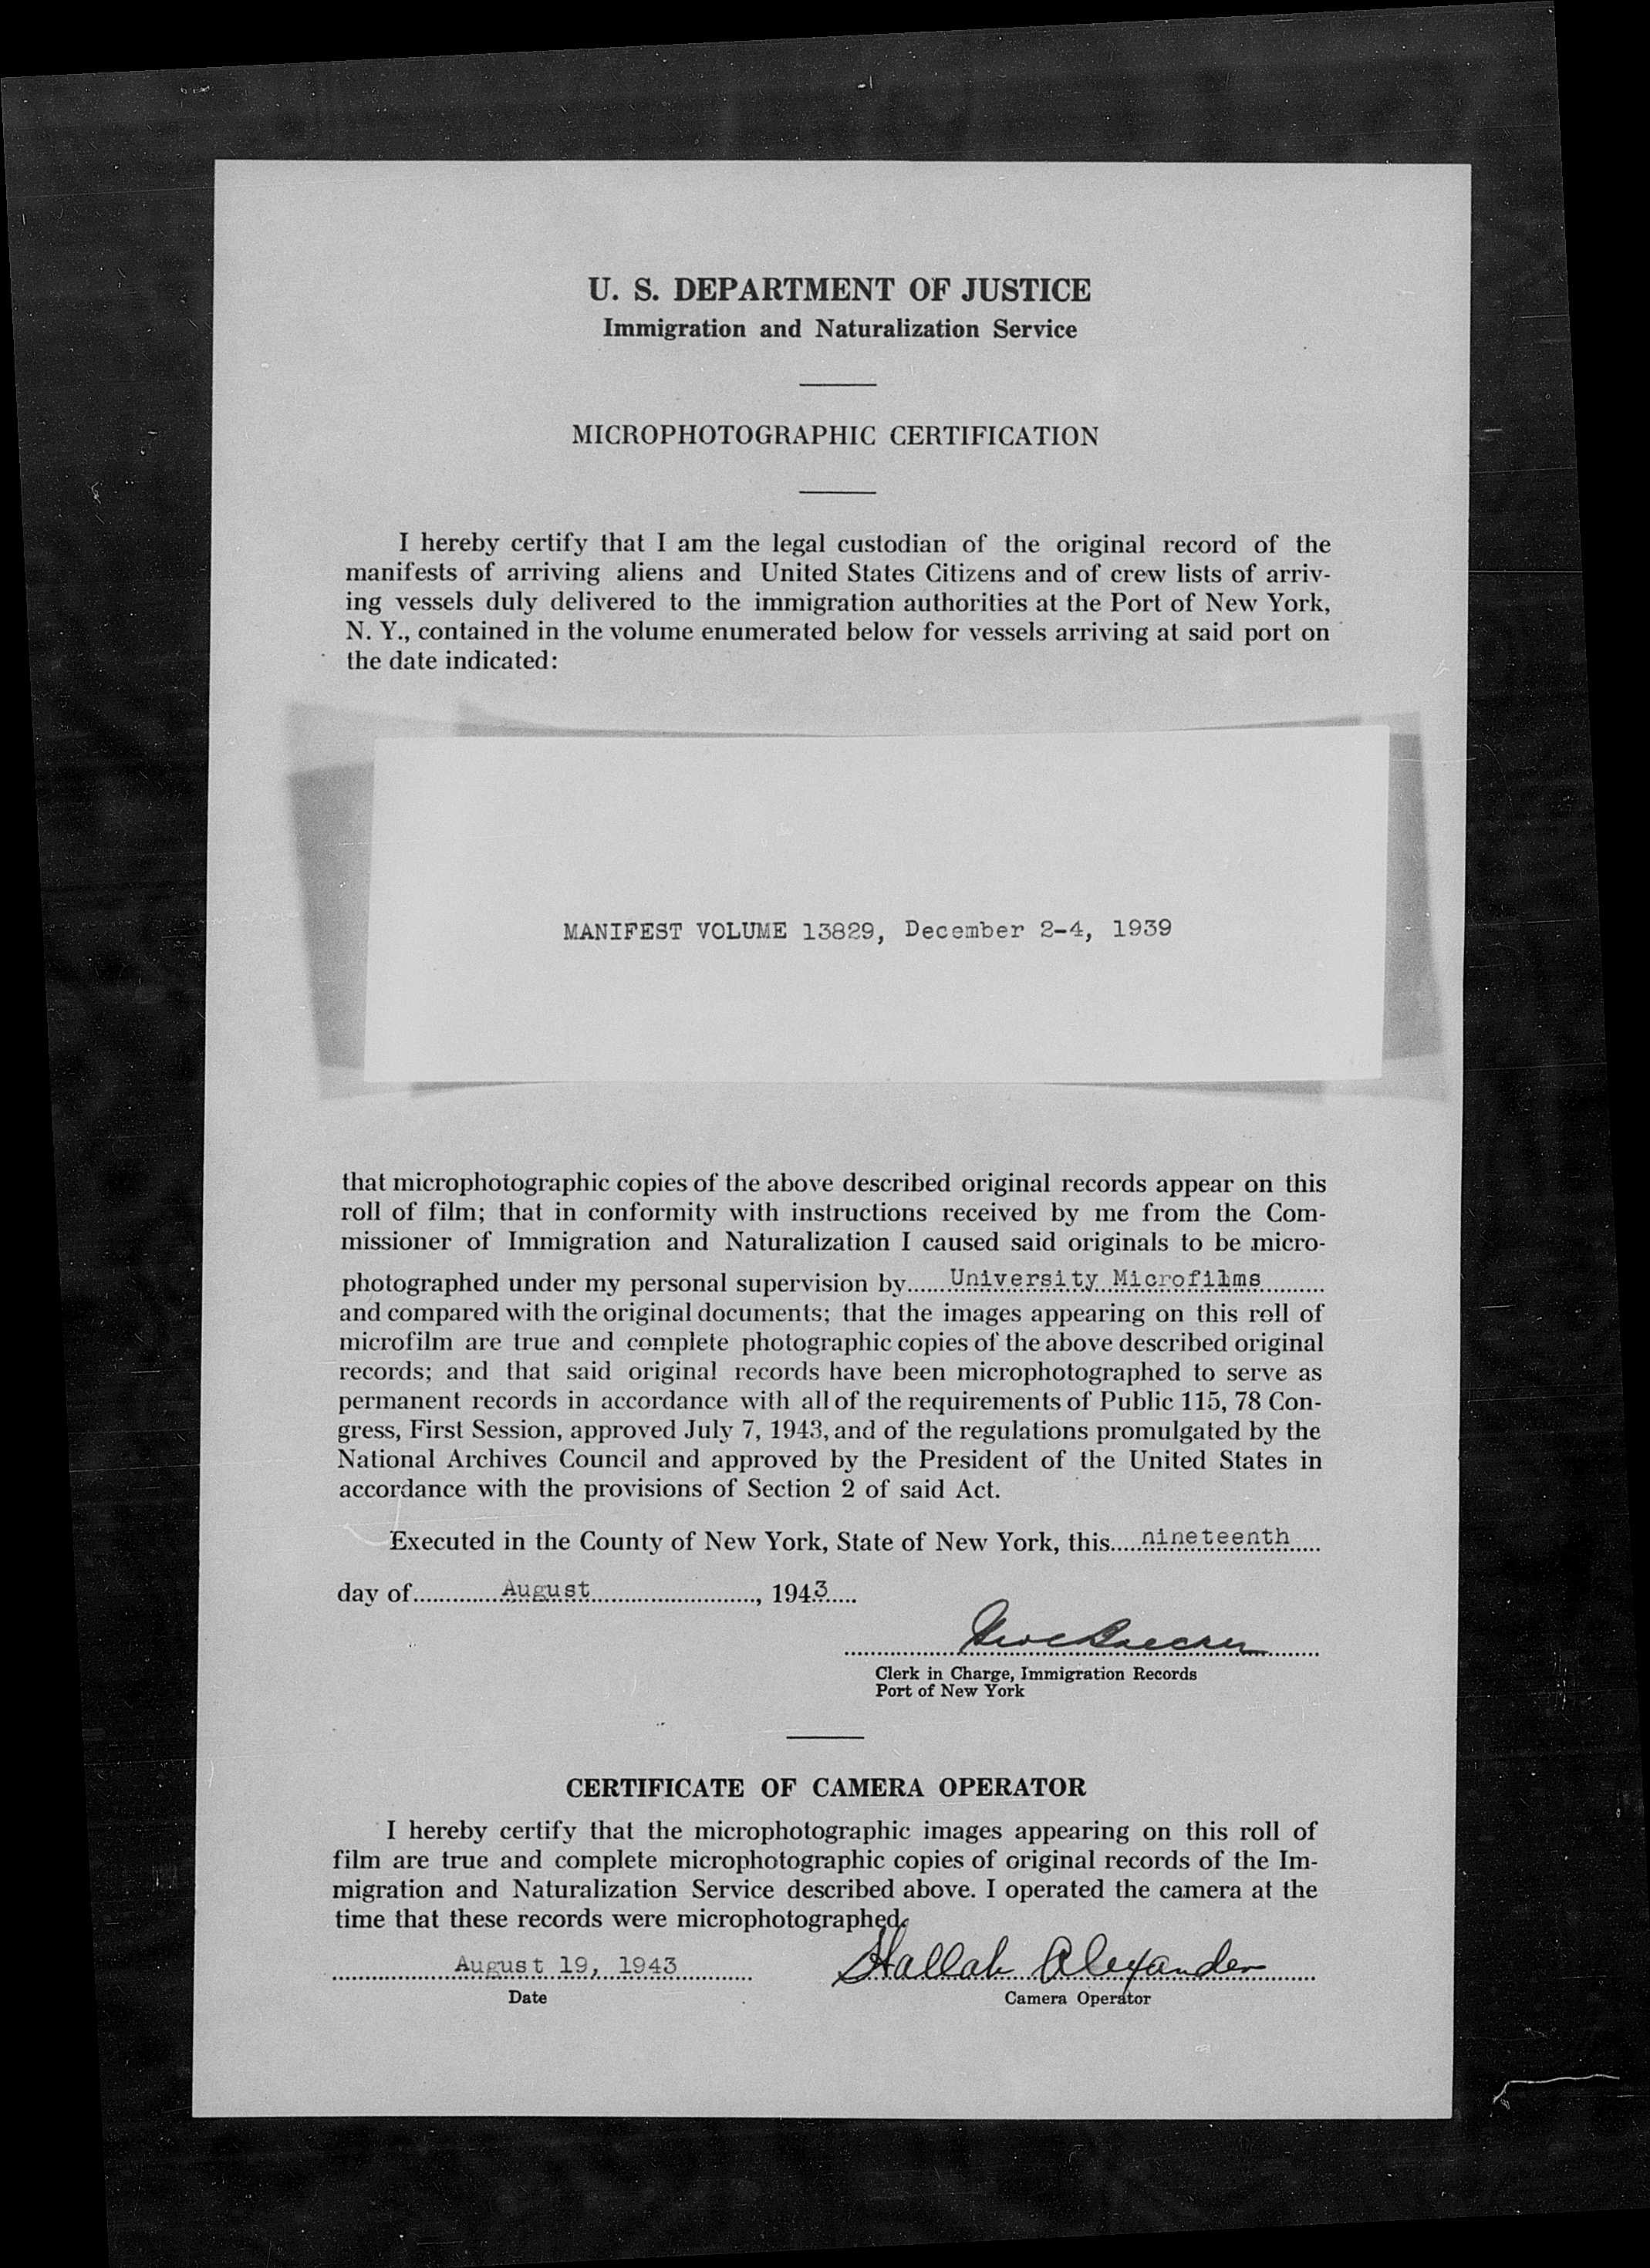 U. S. DEPARTMENT OF JUSTICE
Immigration and Naturalization Service
MICROPHOTOGRAPHIC CERTIFICATION
I hereby certify that I am the legal custodian of the original record of the
manifests of arriving aliens and United States Citizens and of crew lists of arriv-
ing vessels duly delivered to the immigration authorities at the Port of New York,
N. Y., contained in the volume enumerated below for vessels arriving at said port on
the date indicated:
MANIFEST VOLUME 13829, December 2-4, 1939
that microphotographic copies of the above described original records appear on this
roll of film; that in conformity with instructions received by me from the Com-
missioner of Immigration and Naturalization I caused said originals to be micro-
photographed under my personal supervision by University Microfilms
and compared with the original documents; that the images appearing on this roll of
microfilm are true and complete photographic copies of the above described original
records; and that said original records have been microphotographed to serve as
permanent records in accordance with all of the requirements of Public 115, 78 Con-
gress, First Session, approved July 7, 1943, and of the regulations promulgated by the
National Archives Council and approved by the President of the United States in
accordance with the provisions of Section 2 of said Act.
Executed in the County of New York, State of New York, this nineteenth
day of August, 1943
Clerk in Charge, Immigration Records
Port of New York
CERTIFICATE OF CAMERA OPERATOR
I hereby certify that the microphotographic images appearing on this roll of
film are true and complete microphotographic copies of original records of the Im-
migration and Naturalization Service described above. I operated the camera at the
time that these records were microphotographed.
August 19, 1943 Hallah Alexander
Date Camera Operator